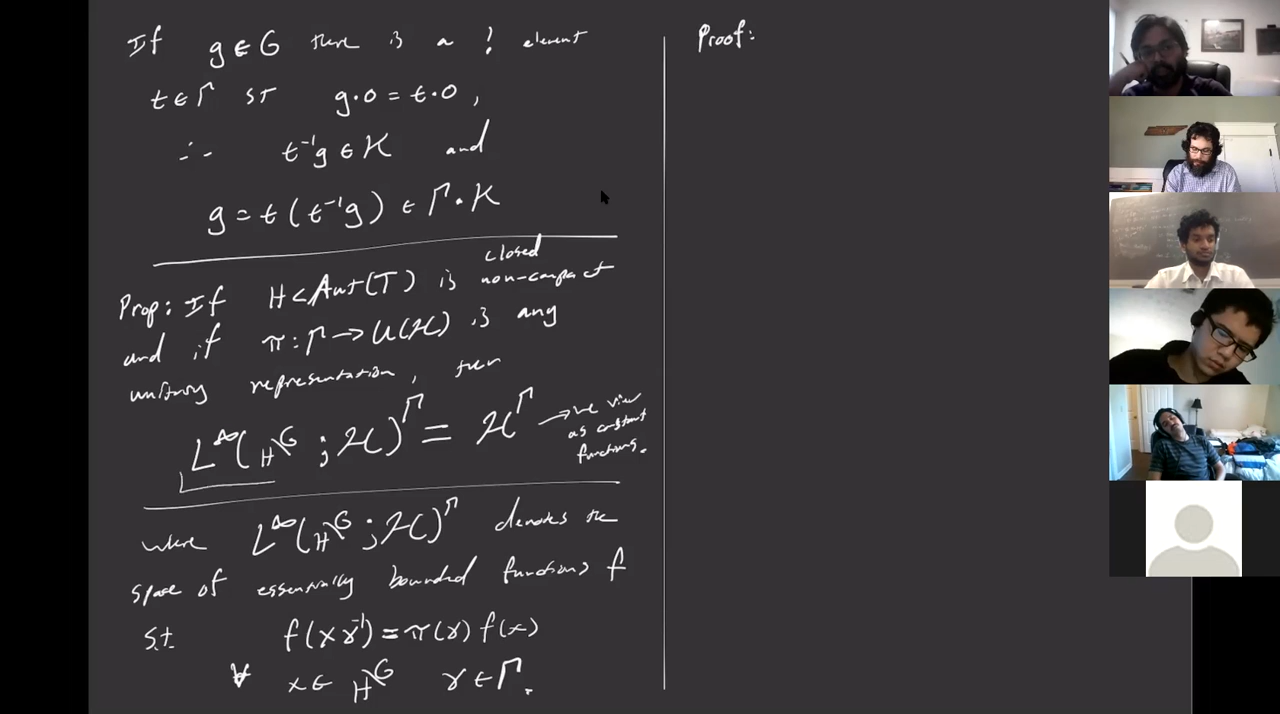 If g ∈ G there is a ! element
t ∈ Γ ST g·o = t·o ,
∴ t⁻¹g ∈ K and
g = t ( t⁻¹g ) ∈ Γ·K
closed
Prop: If H < Aut(T) is non-compact
and if π : Γ → U(ℋ) is any
unitary representation, then
L^∞( H\G ; ℋ )^Γ = ℋ^Γ → we view
as constant
functions.
where L^∞( H\G ; ℋ )^Γ denotes the
space of essentially bounded functions f
s.t. f(xγ⁻¹) = π(γ) f(x)
∀ x ∈ H\G γ ∈ Γ.
Proof: